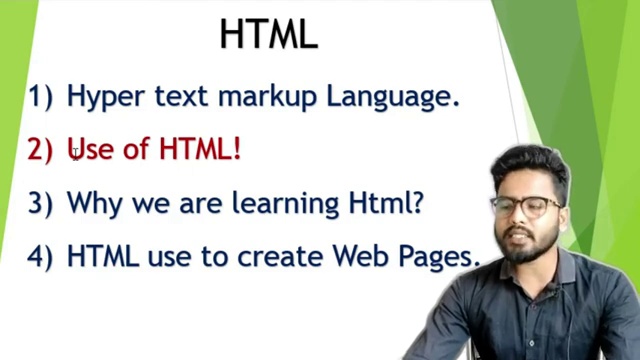 HTML
1) Hyper text markup Language.
2) Use of HTML!
3) Why we are learning Html?
4) HTML use to create Web Pages.